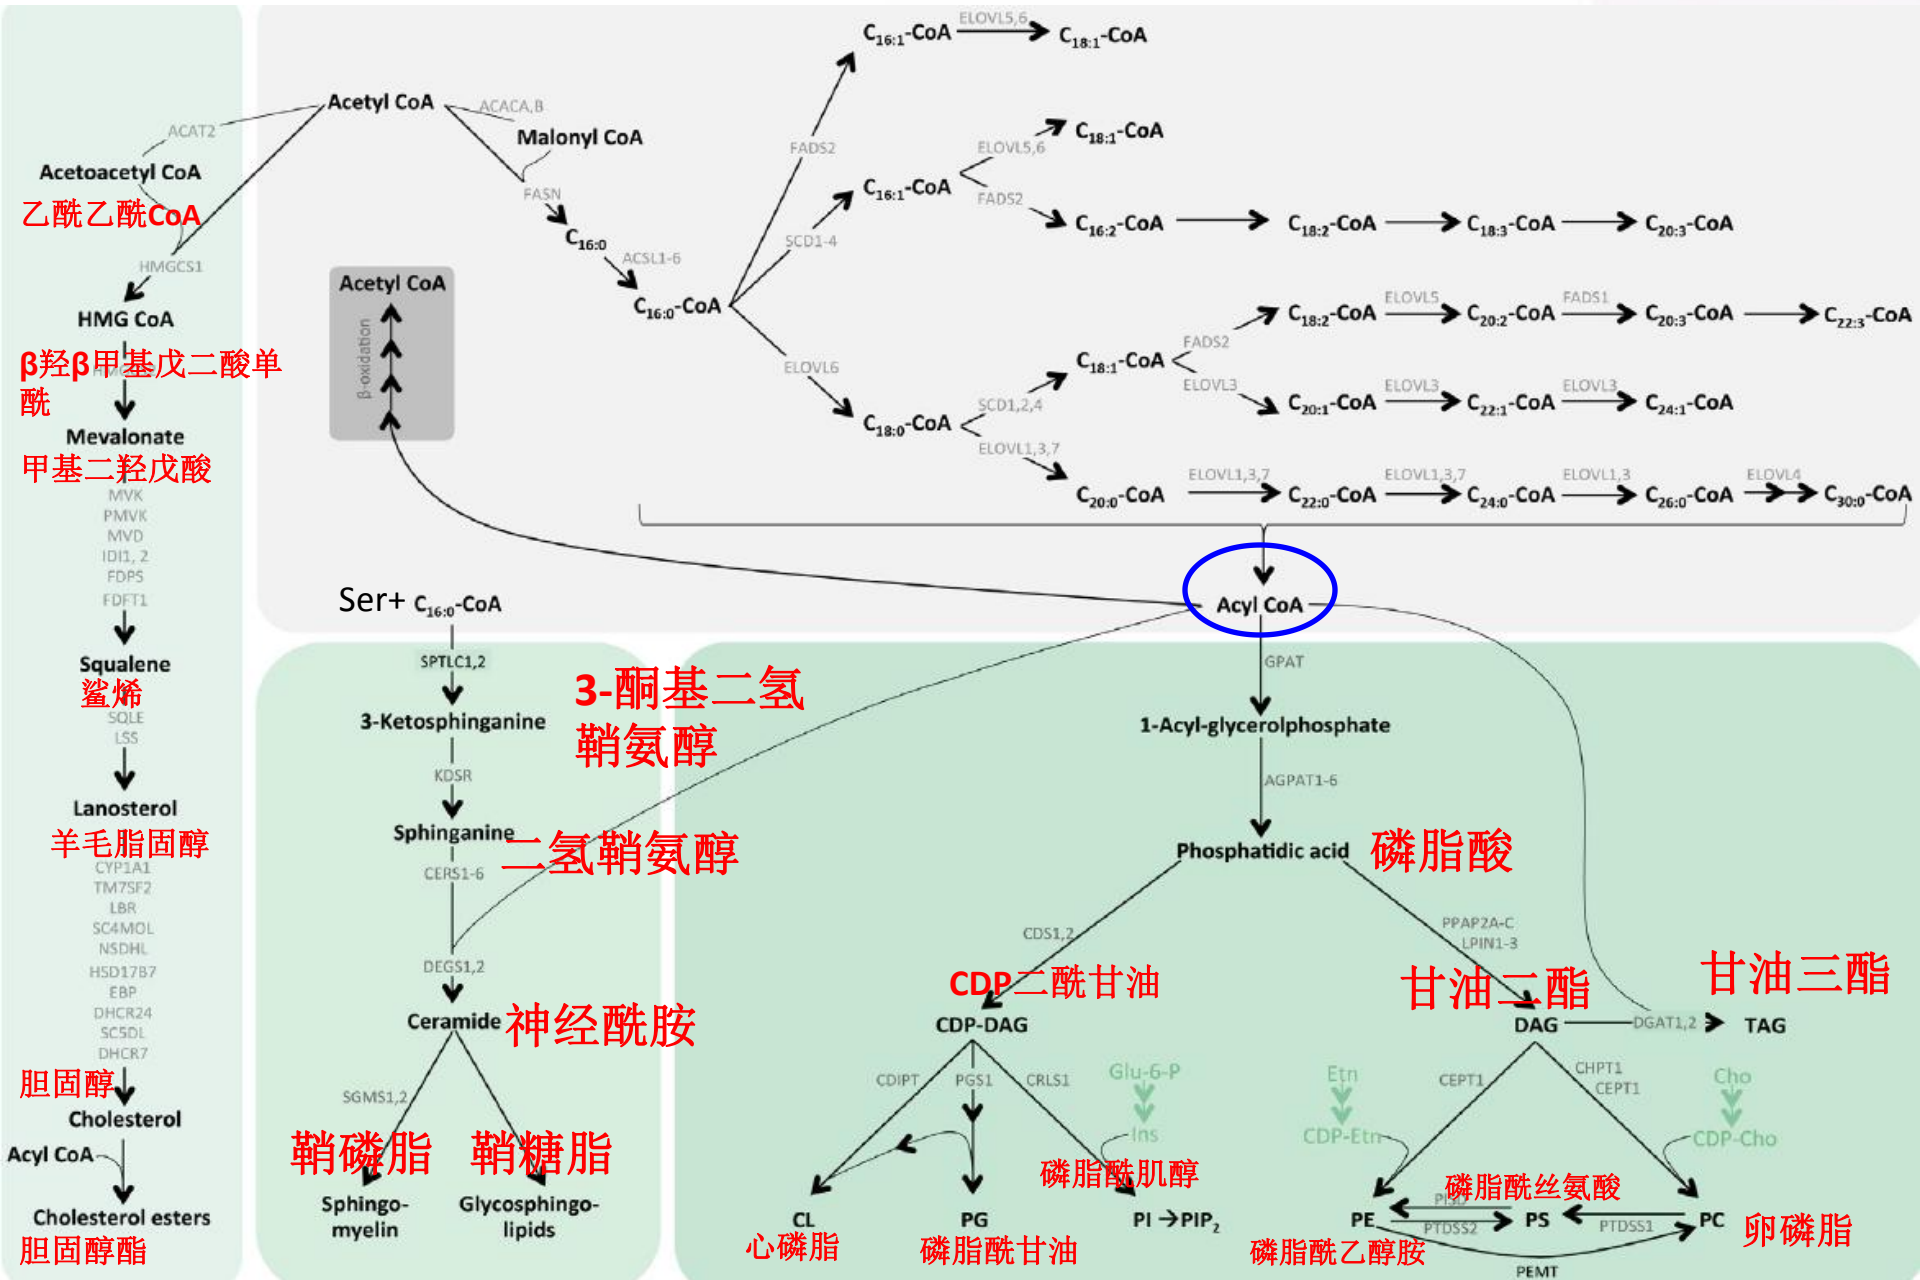 Acetyl CoA
ACAT2
Acetoacetyl CoA
乙酰乙酰CoA
HMGCS1
HMG CoA
β羟β甲基戊二酸单
酰
Mevalonate
甲基二羟戊酸
MVK
PMVK
MVD
IDI1, 2
FDPS
FDFT1
Squalene
鲨烯
SQLE
LSS
Lanosterol
羊毛脂固醇
CYP1A1
TM7SF2
LBR
SC4MOL
NSDHL
HSD17B7
EBP
DHCR24
SC5DL
DHCR7
胆固醇
Cholesterol
Acyl CoA
Cholesterol esters
胆固醇酯
ACACA,B
Malonyl CoA
FASN
C16:0
ACSL1-6
C16:0-CoA
Acetyl CoA
β-oxidation
FADS2
C16:1-CoA
ELOVL5,6
C18:1-CoA
SCD1-4
C16:1-CoA
ELOVL5,6
C18:1-CoA
FADS2
C16:2-CoA
C18:2-CoA
C18:3-CoA
C20:3-CoA
ELOVL6
C18:0-CoA
SCD1,2,4
C18:1-CoA
FADS2
C18:2-CoA
ELOVL5
C20:2-CoA
FADS1
C20:3-CoA
C22:3-CoA
ELOVL3
C20:1-CoA
ELOVL3
C22:1-CoA
ELOVL3
C24:1-CoA
ELOVL1,3,7
C20:0-CoA
ELOVL1,3,7
C22:0-CoA
ELOVL1,3,7
C24:0-CoA
ELOVL1,3
C26:0-CoA
ELOVL4
C30:0-CoA
Acyl CoA
Ser+ C16:0-CoA
SPTLC1,2
3-Ketosphinganine
3-酮基二氢
鞘氨醇
KDSR
Sphinganine
二氢鞘氨醇
CERS1-6
DEGS1,2
Ceramide
神经酰胺
SGMS1,2
鞘磷脂
鞘糖脂
Sphingo-
myelin
Glycosphingo-
lipids
GPAT
1-Acyl-glycerolphosphate
AGPAT1-6
Phosphatidic acid
磷脂酸
CDS1,2
CDP二酰甘油
CDP-DAG
CDIPT
PGS1
CRLS1
Glu-6-P
Ins
磷脂酰肌醇
CL
心磷脂
PG
磷脂酰甘油
PI →PIP2
PPAP2A-C
LPIN1-3
甘油二酯
DAG
DGAT1,2
甘油三酯
TAG
Etn
CDP-Etn
CEPT1
CHPT1
CEPT1
Cho
CDP-Cho
磷脂酰丝氨酸
PE
PTDSS2
PS
PTDSS1
PC
磷脂酰乙醇胺
卵磷脂
PEMT